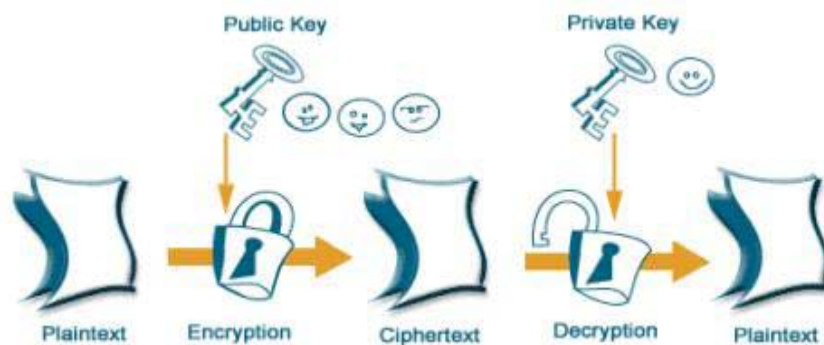 Public Key
Private Key
Plaintext
Encryption
Ciphertext
Decryption
Plaintext